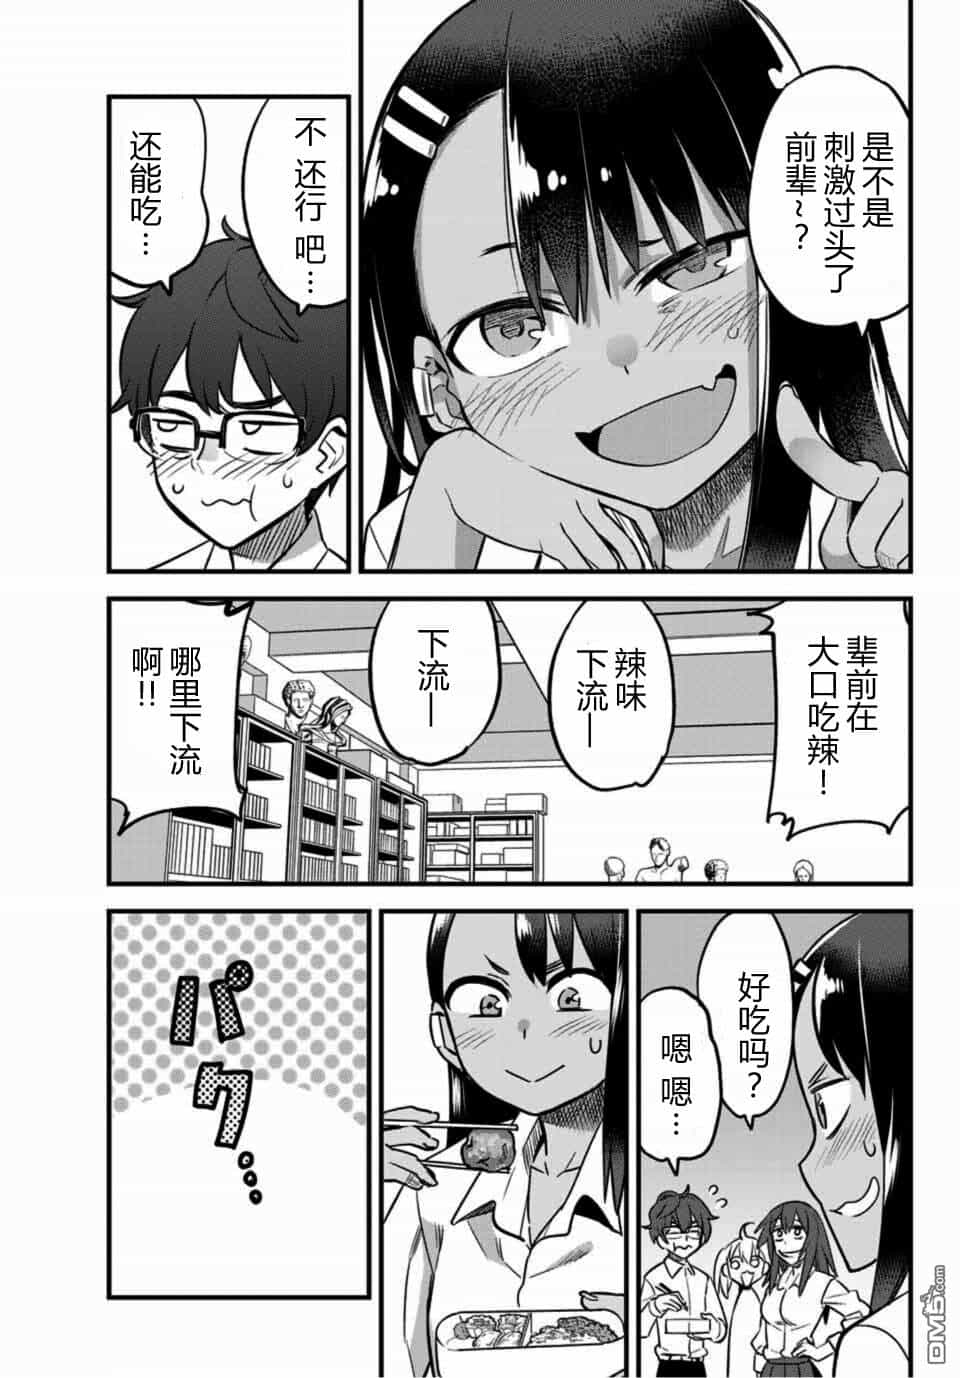 是不是
刺激过头了
前辈~?
不 还行 吧…
还能吃…
辈前在
大口吃辣!
辣味
下流—
下流—
哪里下流
啊!!
好吃吗?
嗯 嗯…
パク…
DM5.com